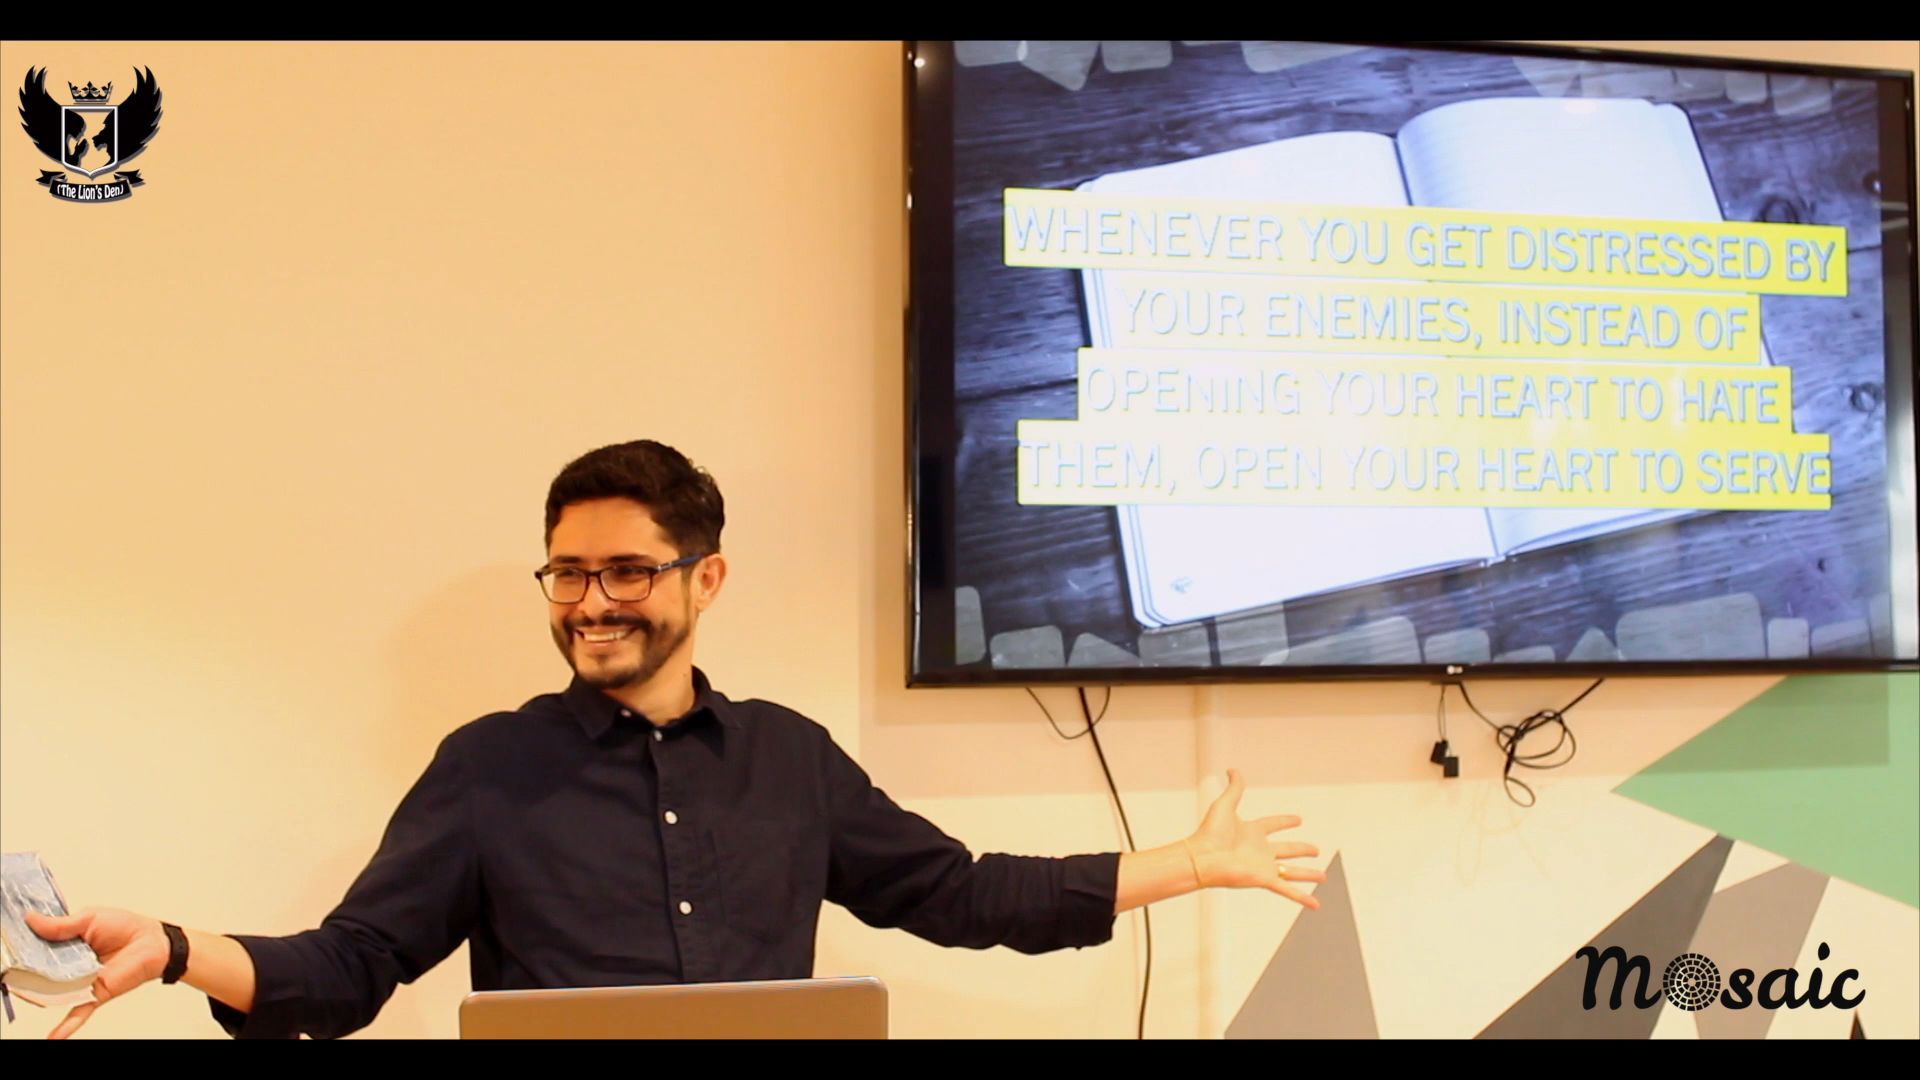 (The Lion's Den)
WHENEVER YOU GET DISTRESSED BY
YOUR ENEMIES, INSTEAD OF
OPENING YOUR HEART TO HATE
THEM, OPEN YOUR HEART TO SERVE
LG
Mosaic